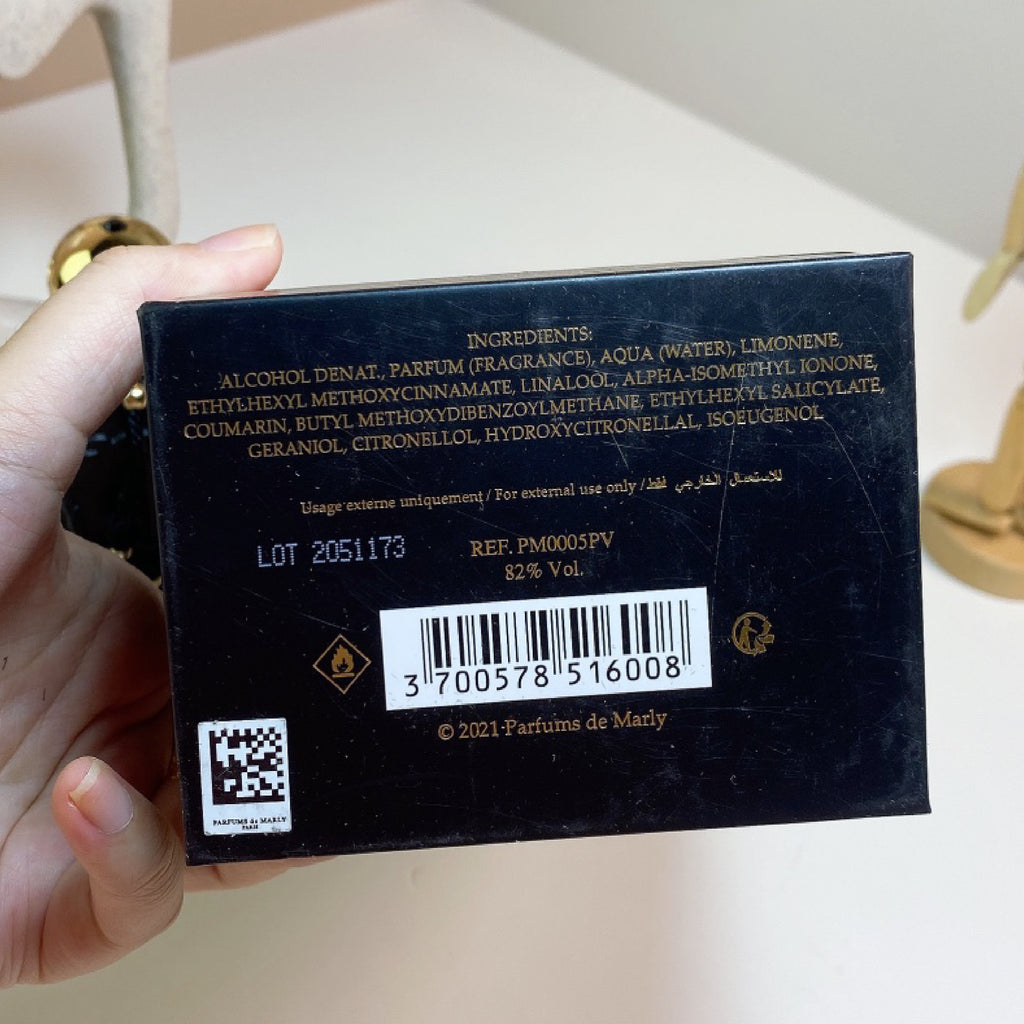 INGREDIENTS:
ALCOHOL DENAT., PARFUM (FRAGRANCE), AQUA (WATER), LIMONENE,
ETHYLHEXYL METHOXYCINNAMATE, LINALOOL, ALPHA-ISOMETHYL IONONE,
COUMARIN, BUTYL METHOXYDIBENZOYLMETHANE, ETHYLHEXYL SALICYLATE,
GERANIOL, CITRONELLOL, HYDROXYCITRONELLAL, ISOEUGENOL
Usage externe uniquement / For external use only / للاستعمال الخارجي فقط
LOT 2051173
REF. PM0005PV
82% Vol.
3 700578 516008
© 2021 Parfums de Marly
PARFUMS de MARLY
PARIS